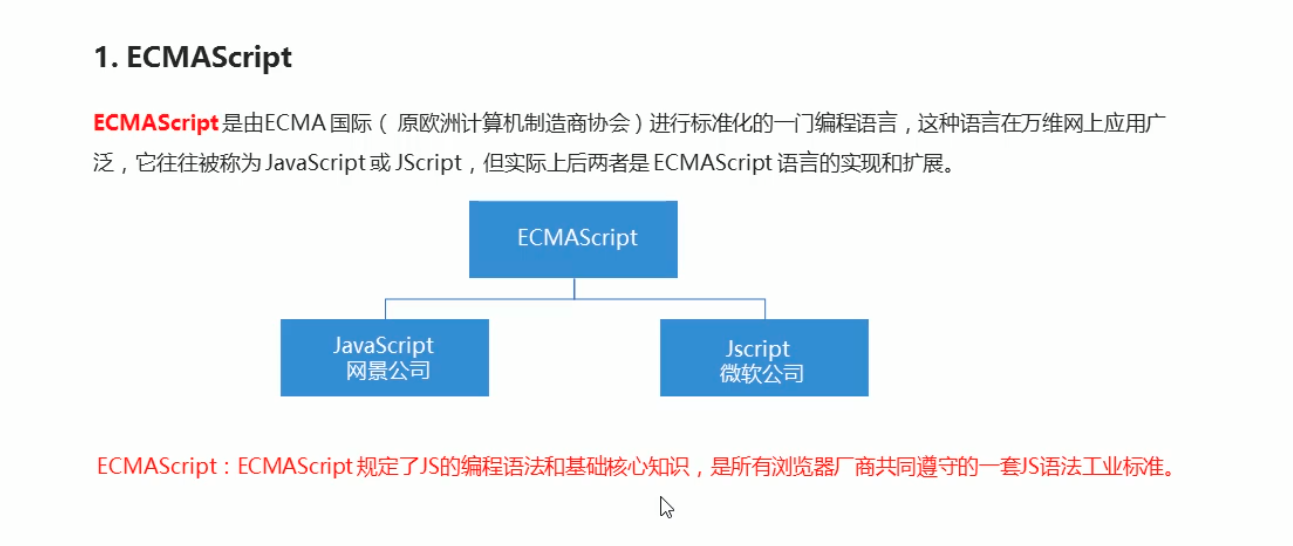 1. ECMAScript
ECMAScript 是由ECMA 国际（ 原欧洲计算机制造商协会）进行标准化的一门编程语言，这种语言在万维网上应用广
泛，它往往被称为 JavaScript 或 JScript，但实际上后两者是 ECMAScript 语言的实现和扩展。
ECMAScript
JavaScript
网景公司
Jscript
微软公司
ECMAScript：ECMAScript 规定了JS的编程语法和基础核心知识，是所有浏览器厂商共同遵守的一套JS语法工业标准。